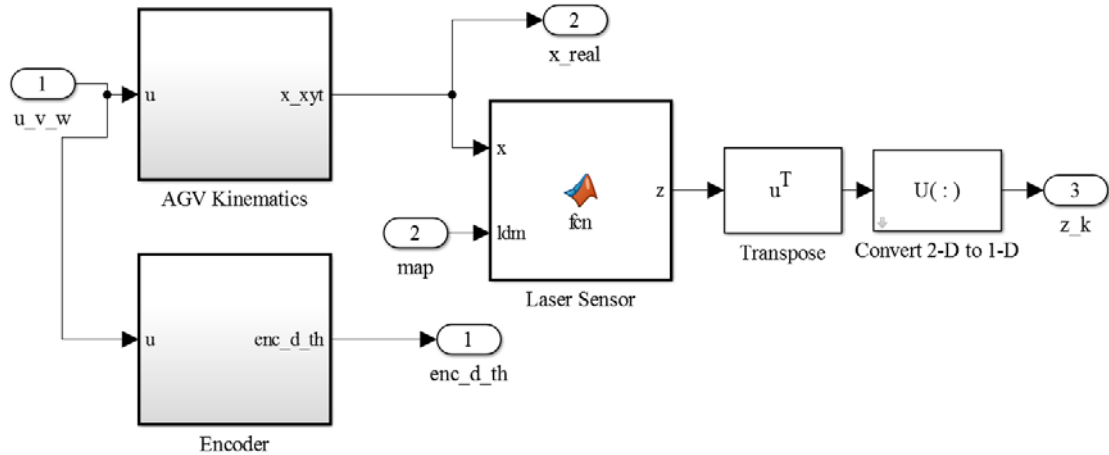 2
x_real
1
u_v_w
u
x_xyt
AGV Kinematics
x
ldm
fcn
z
Laser Sensor
2
map
u^T
Transpose
U( : )
Convert 2-D to 1-D
3
z_k
u
enc_d_th
Encoder
1
enc_d_th